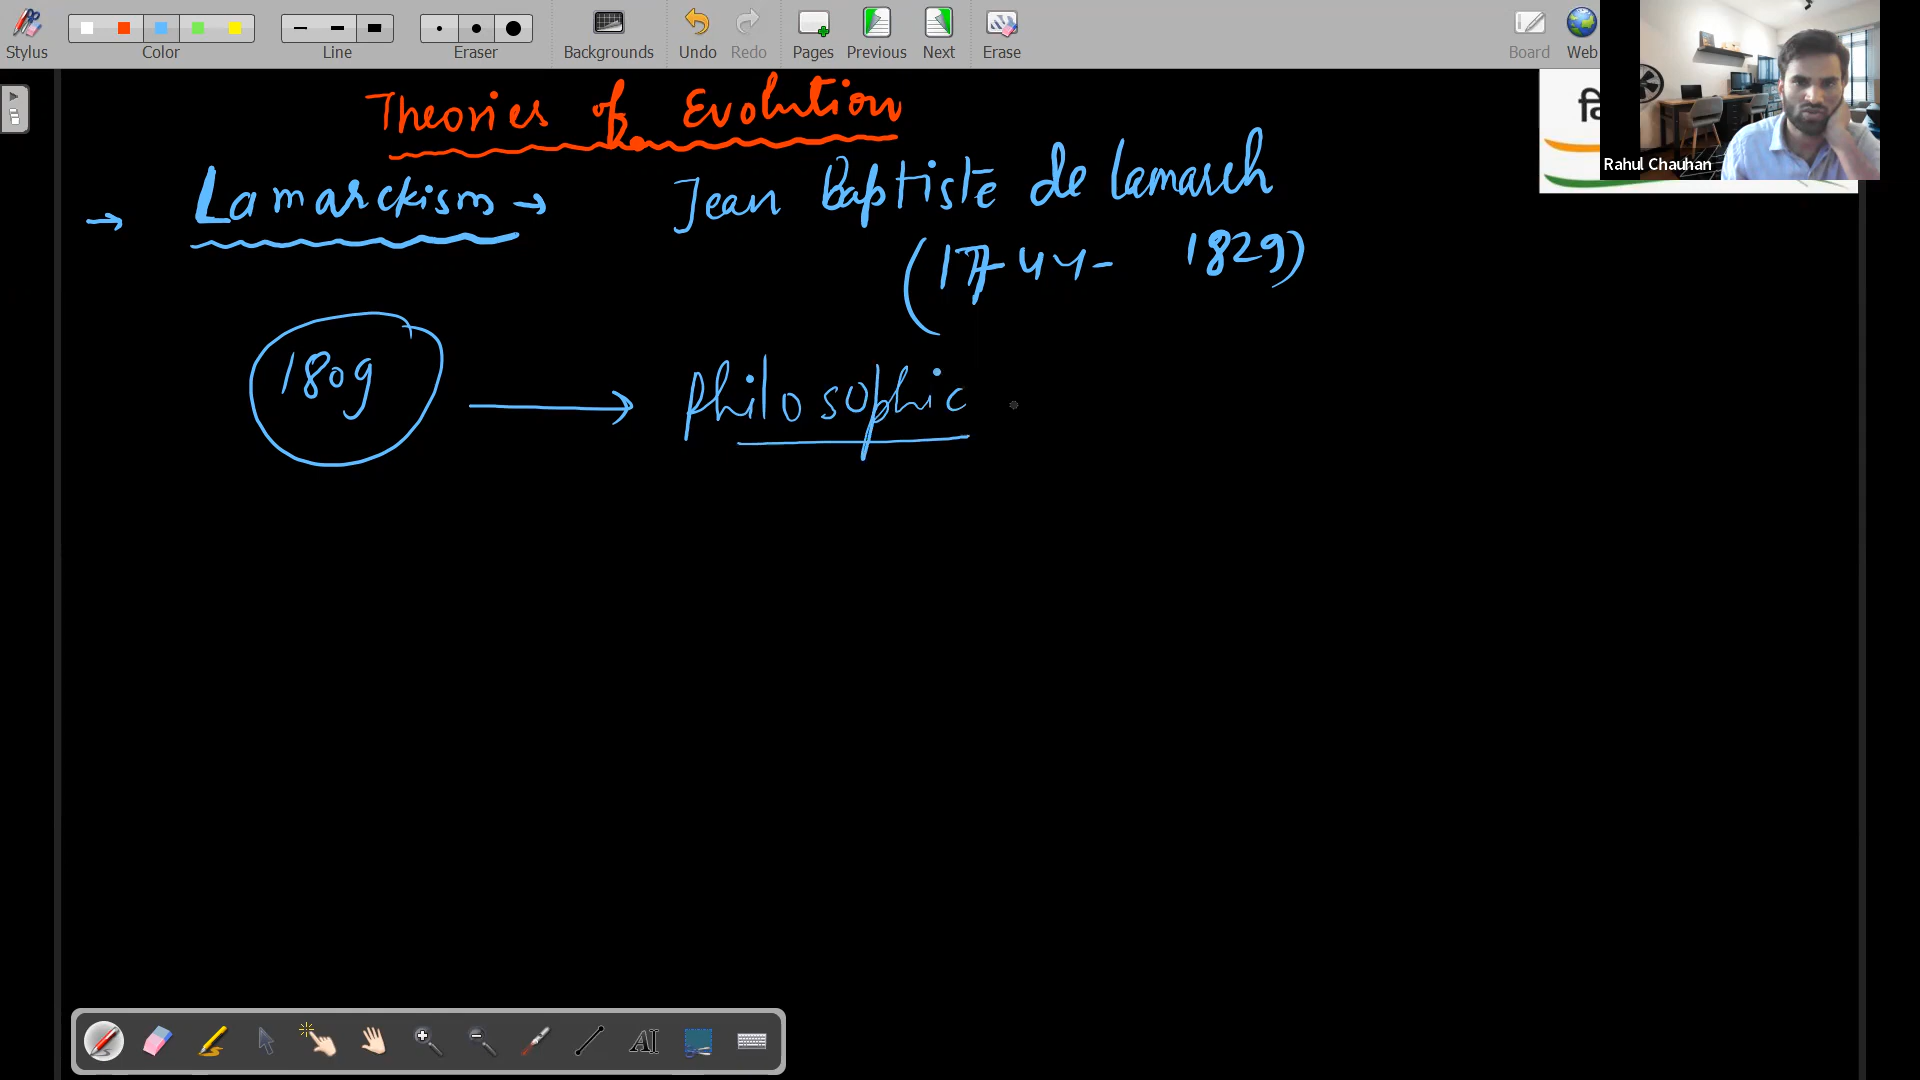 Stylus Color Line Eraser Backgrounds Undo Redo Pages Previous Next Erase Board Web
Rahul Chauhan
Theories of Evolution
→ Lamarckism → Jean Baptiste de Lamarck
(1744- 1829)
1809 → Philosophic
AI